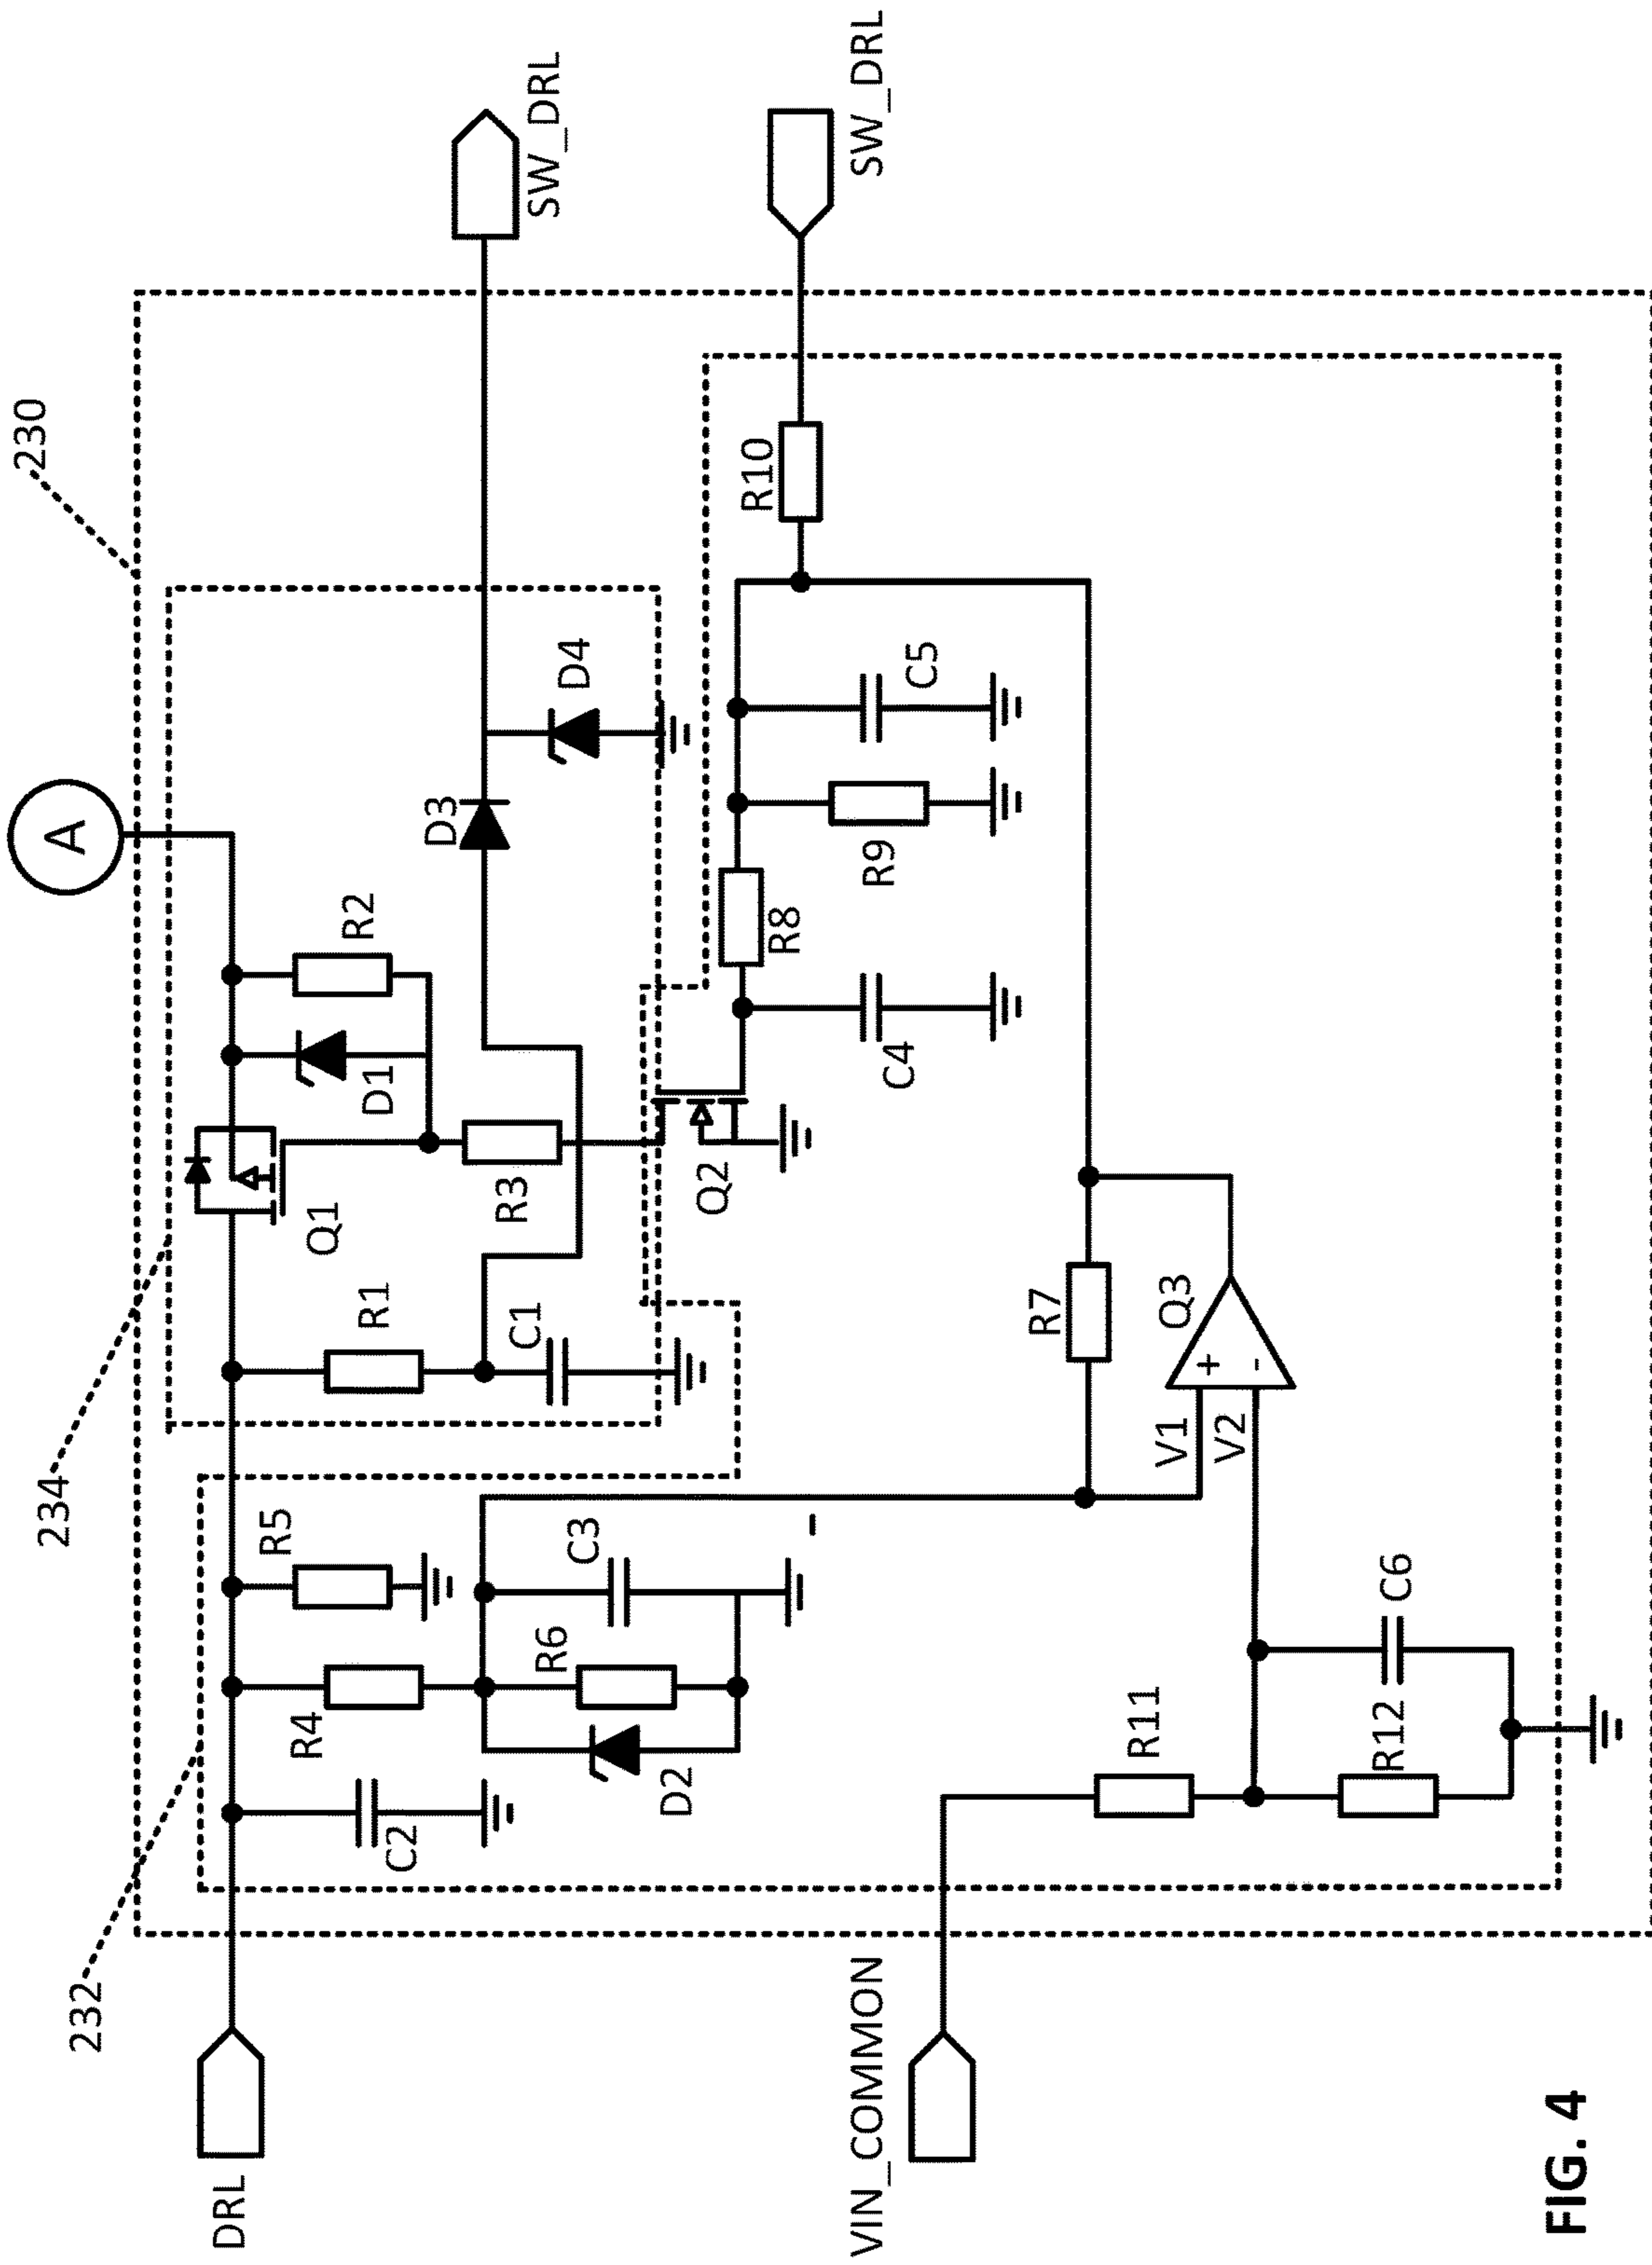 230
A
234
232
DRL
C2
R4
R5
D2
R6
C3
R1
C1
Q1
D1
R2
R3
D3
D4
SW_DRL
Q2
C4
R8
R9
C5
R10
SW_DRL
R7
Q3
V1
+
V2
-
VIN_COMMON
R11
R12
C6
FIG. 4